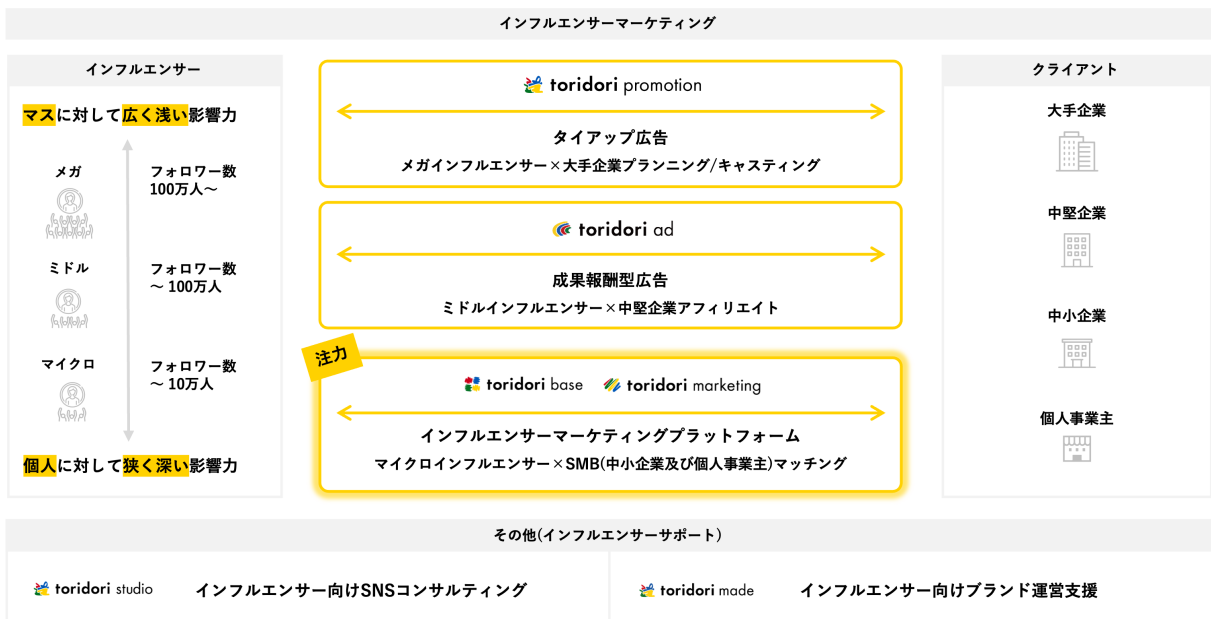 インフルエンサーマーケティング
インフルエンサー
マスに対して広く浅い影響力
メガ
フォロワー数
100万人～
ミドル
フォロワー数
～ 100万人
マイクロ
フォロワー数
～ 10万人
個人に対して狭く深い影響力
toridori promotion
タイアップ広告
メガインフルエンサー×大手企業プランニング/キャスティング
toridori ad
成果報酬型広告
ミドルインフルエンサー×中堅企業アフィリエイト
注力
toridori base toridori marketing
インフルエンサーマーケティングプラットフォーム
マイクロインフルエンサー×SMB(中小企業及び個人事業主)マッチング
クライアント
大手企業
中堅企業
中小企業
個人事業主
その他(インフルエンサーサポート)
toridori studio インフルエンサー向けSNSコンサルティング
toridori made インフルエンサー向けブランド運営支援